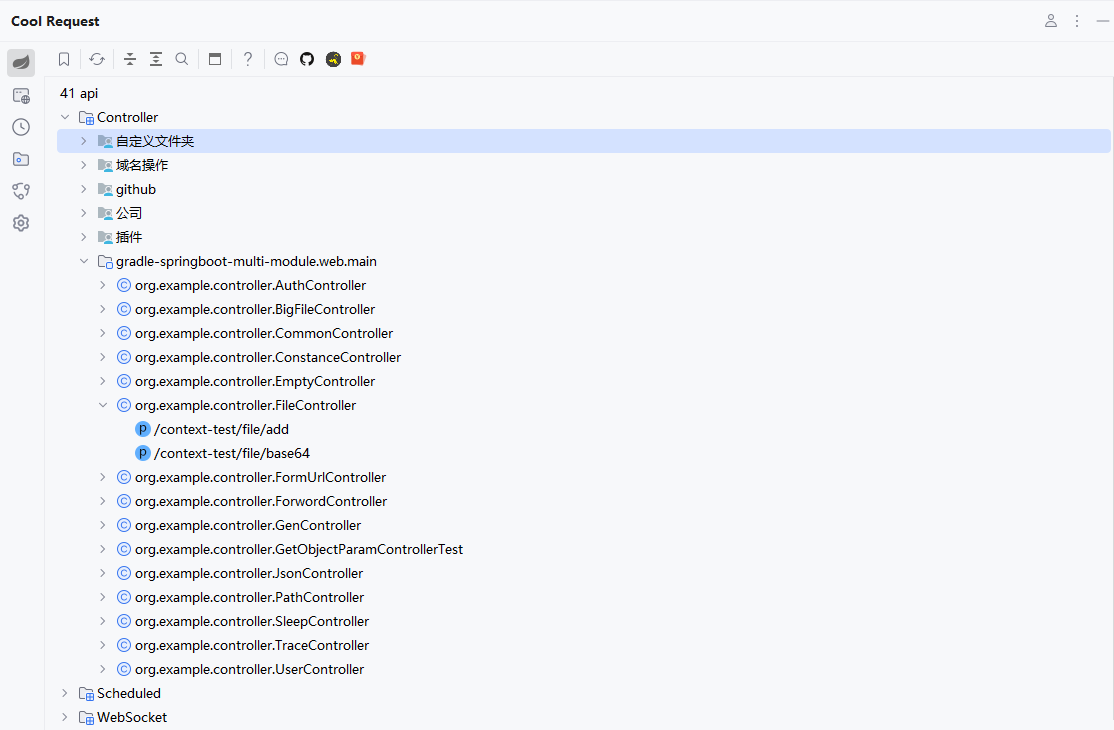 Cool Request
41 api
Controller
自定义文件夹
域名操作
github
公司
插件
gradle-springboot-multi-module.web.main
org.example.controller.AuthController
org.example.controller.BigFileController
org.example.controller.CommonController
org.example.controller.ConstanceController
org.example.controller.EmptyController
org.example.controller.FileController
/context-test/file/add
/context-test/file/base64
org.example.controller.FormUrlController
org.example.controller.ForwordController
org.example.controller.GenController
org.example.controller.GetObjectParamControllerTest
org.example.controller.JsonController
org.example.controller.PathController
org.example.controller.SleepController
org.example.controller.TraceController
org.example.controller.UserController
Scheduled
WebSocket